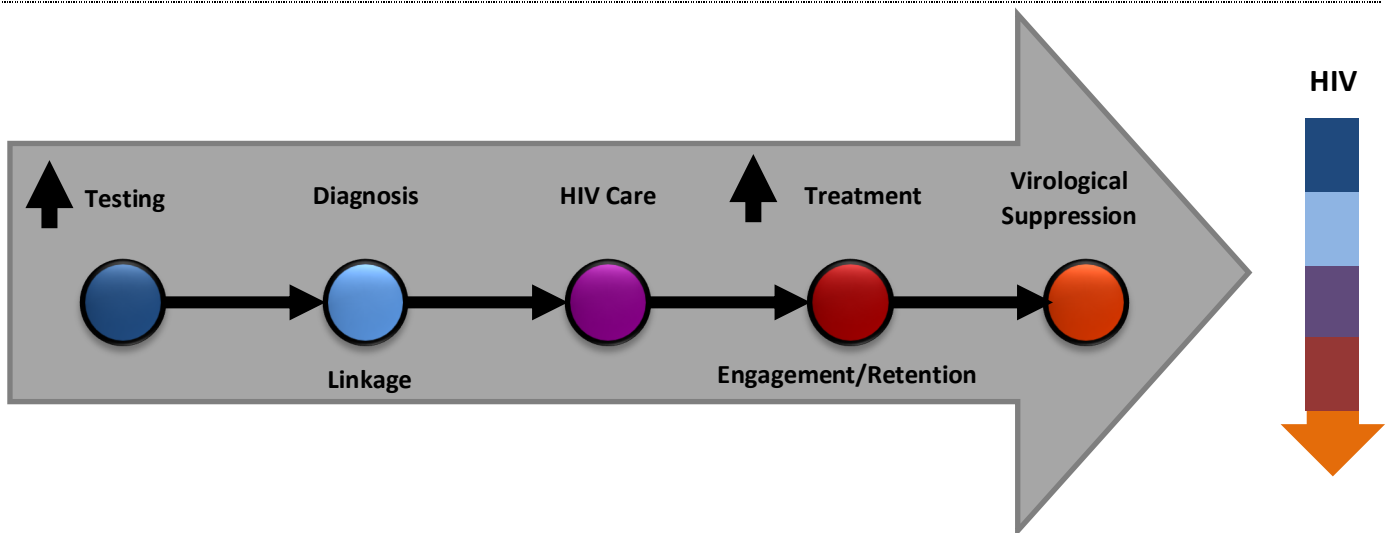 HIV
Testing
Diagnosis
HIV Care
Treatment
Virological
Suppression
Linkage
Engagement/Retention